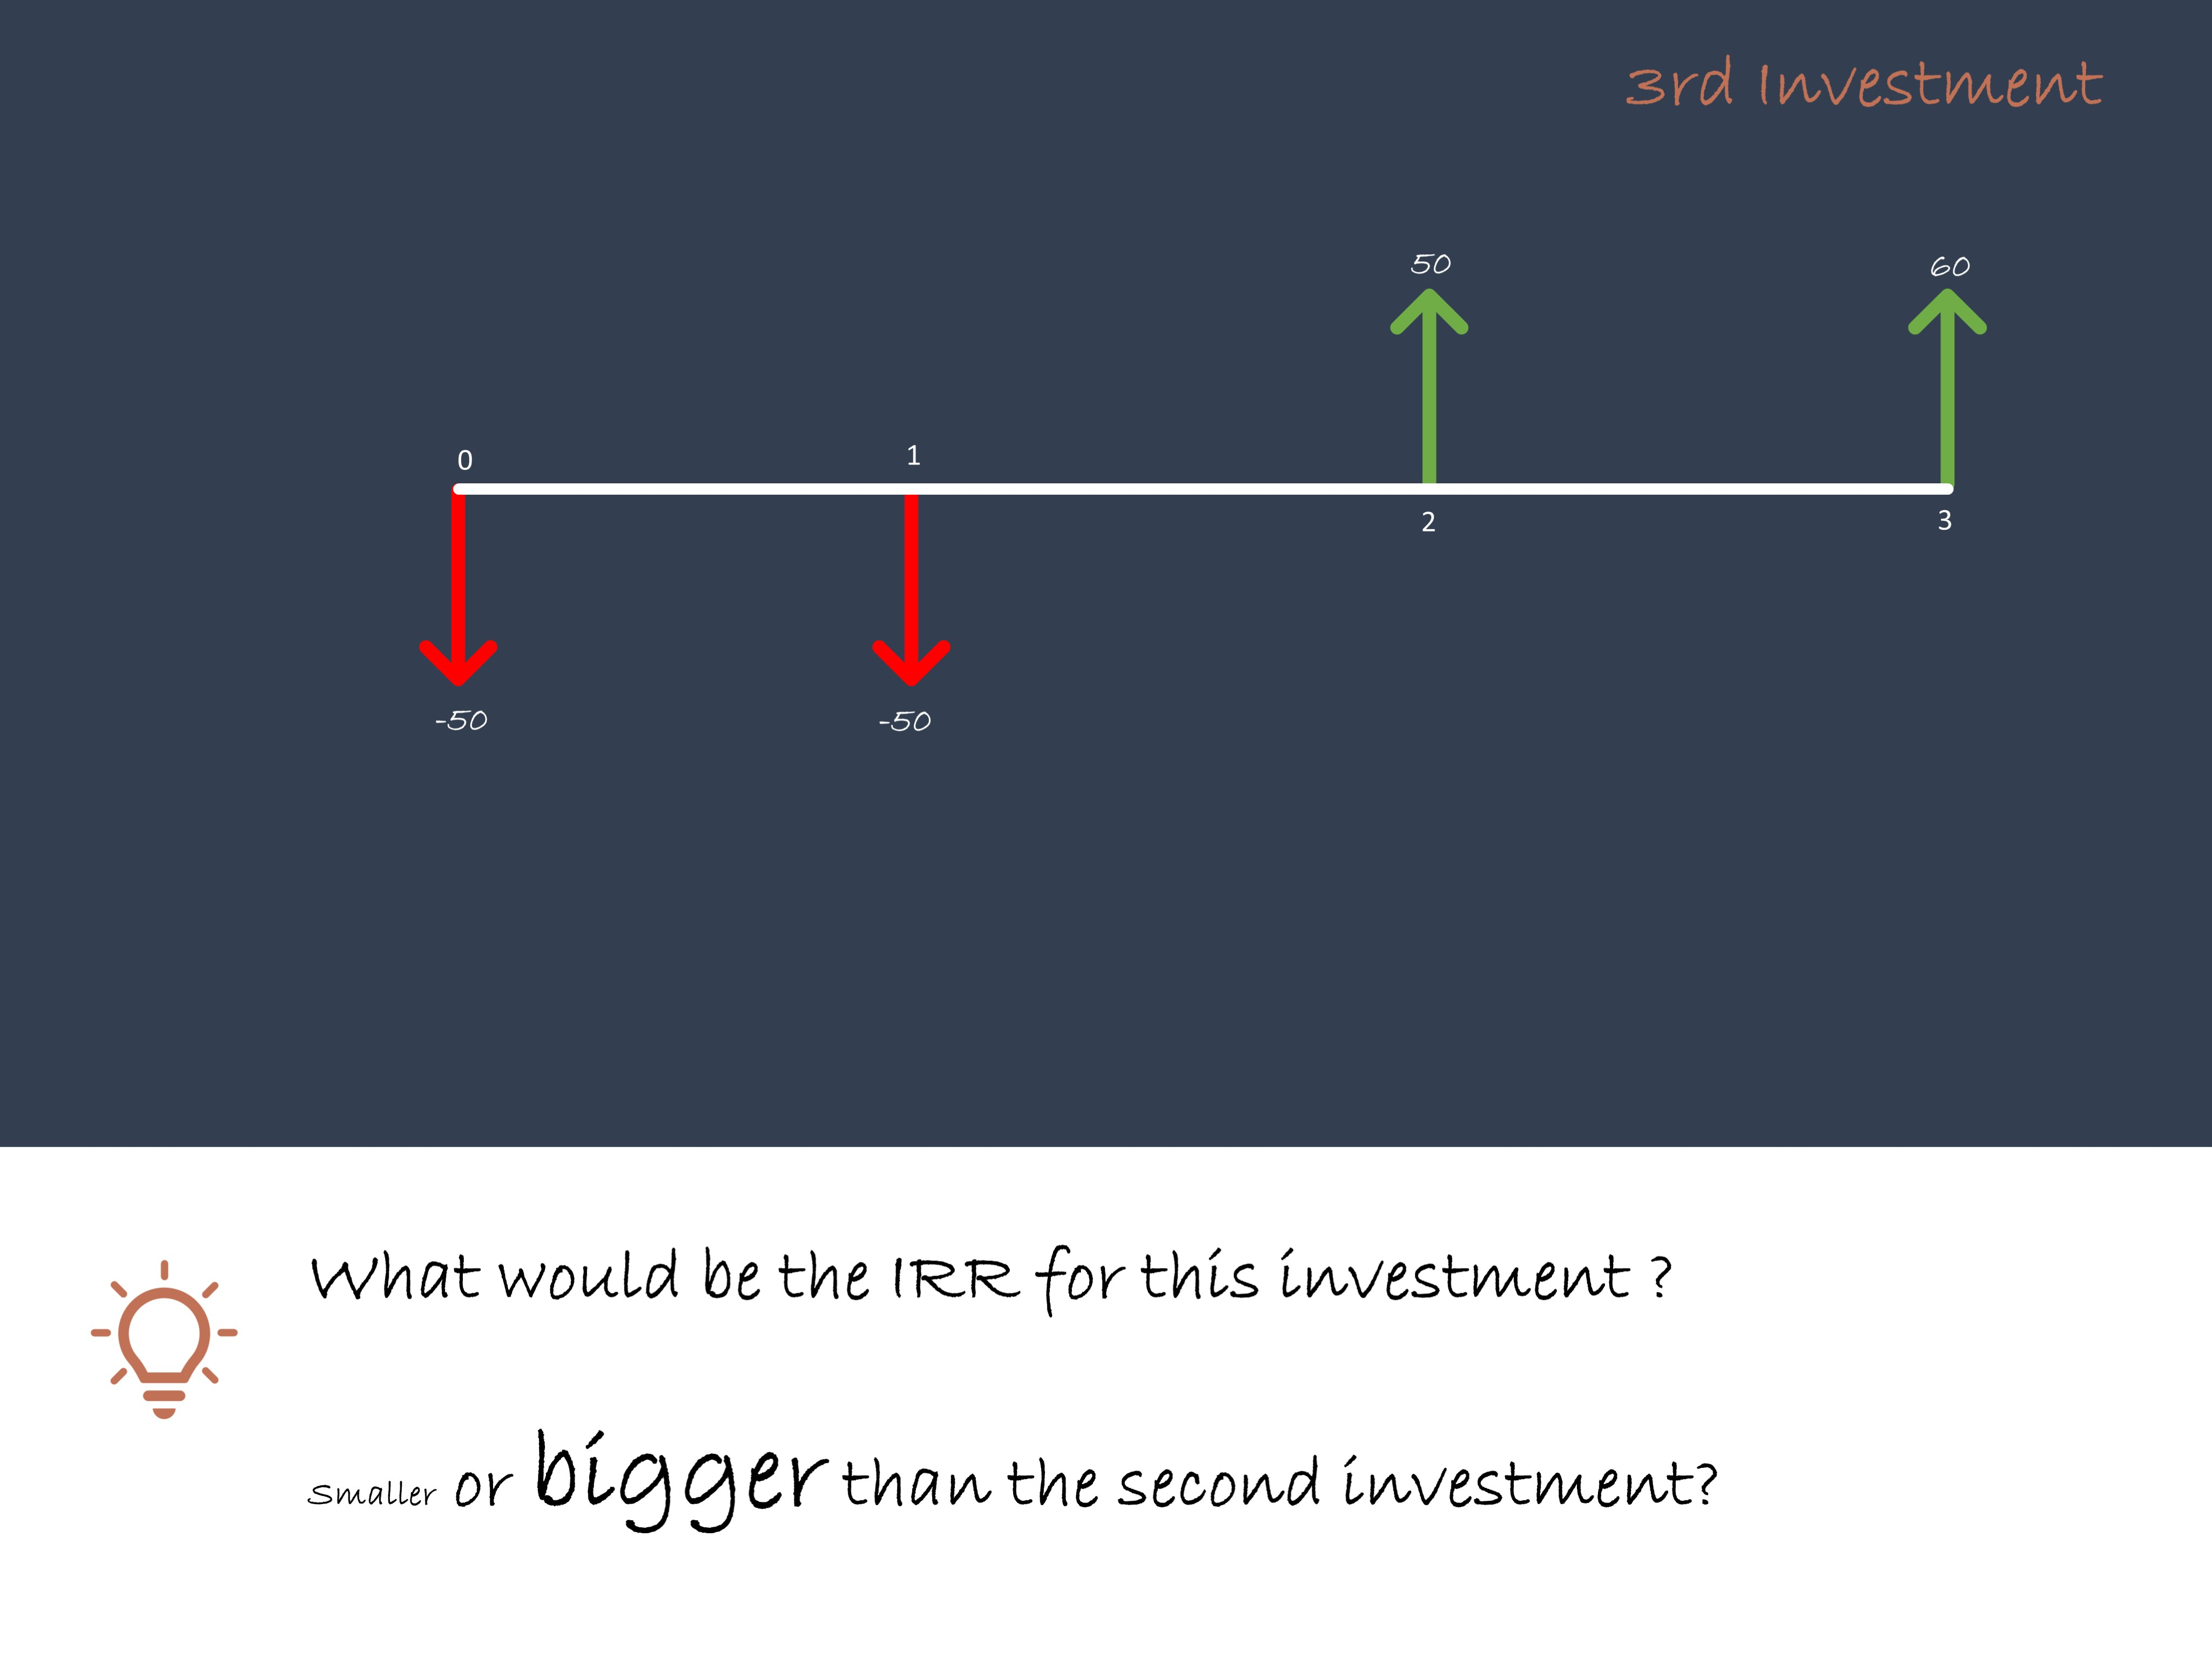 3rd Investment
50
60
0
1
2
3
-50
-50
What would be the IRR for this investment ?
Smaller or bigger than the second investment?